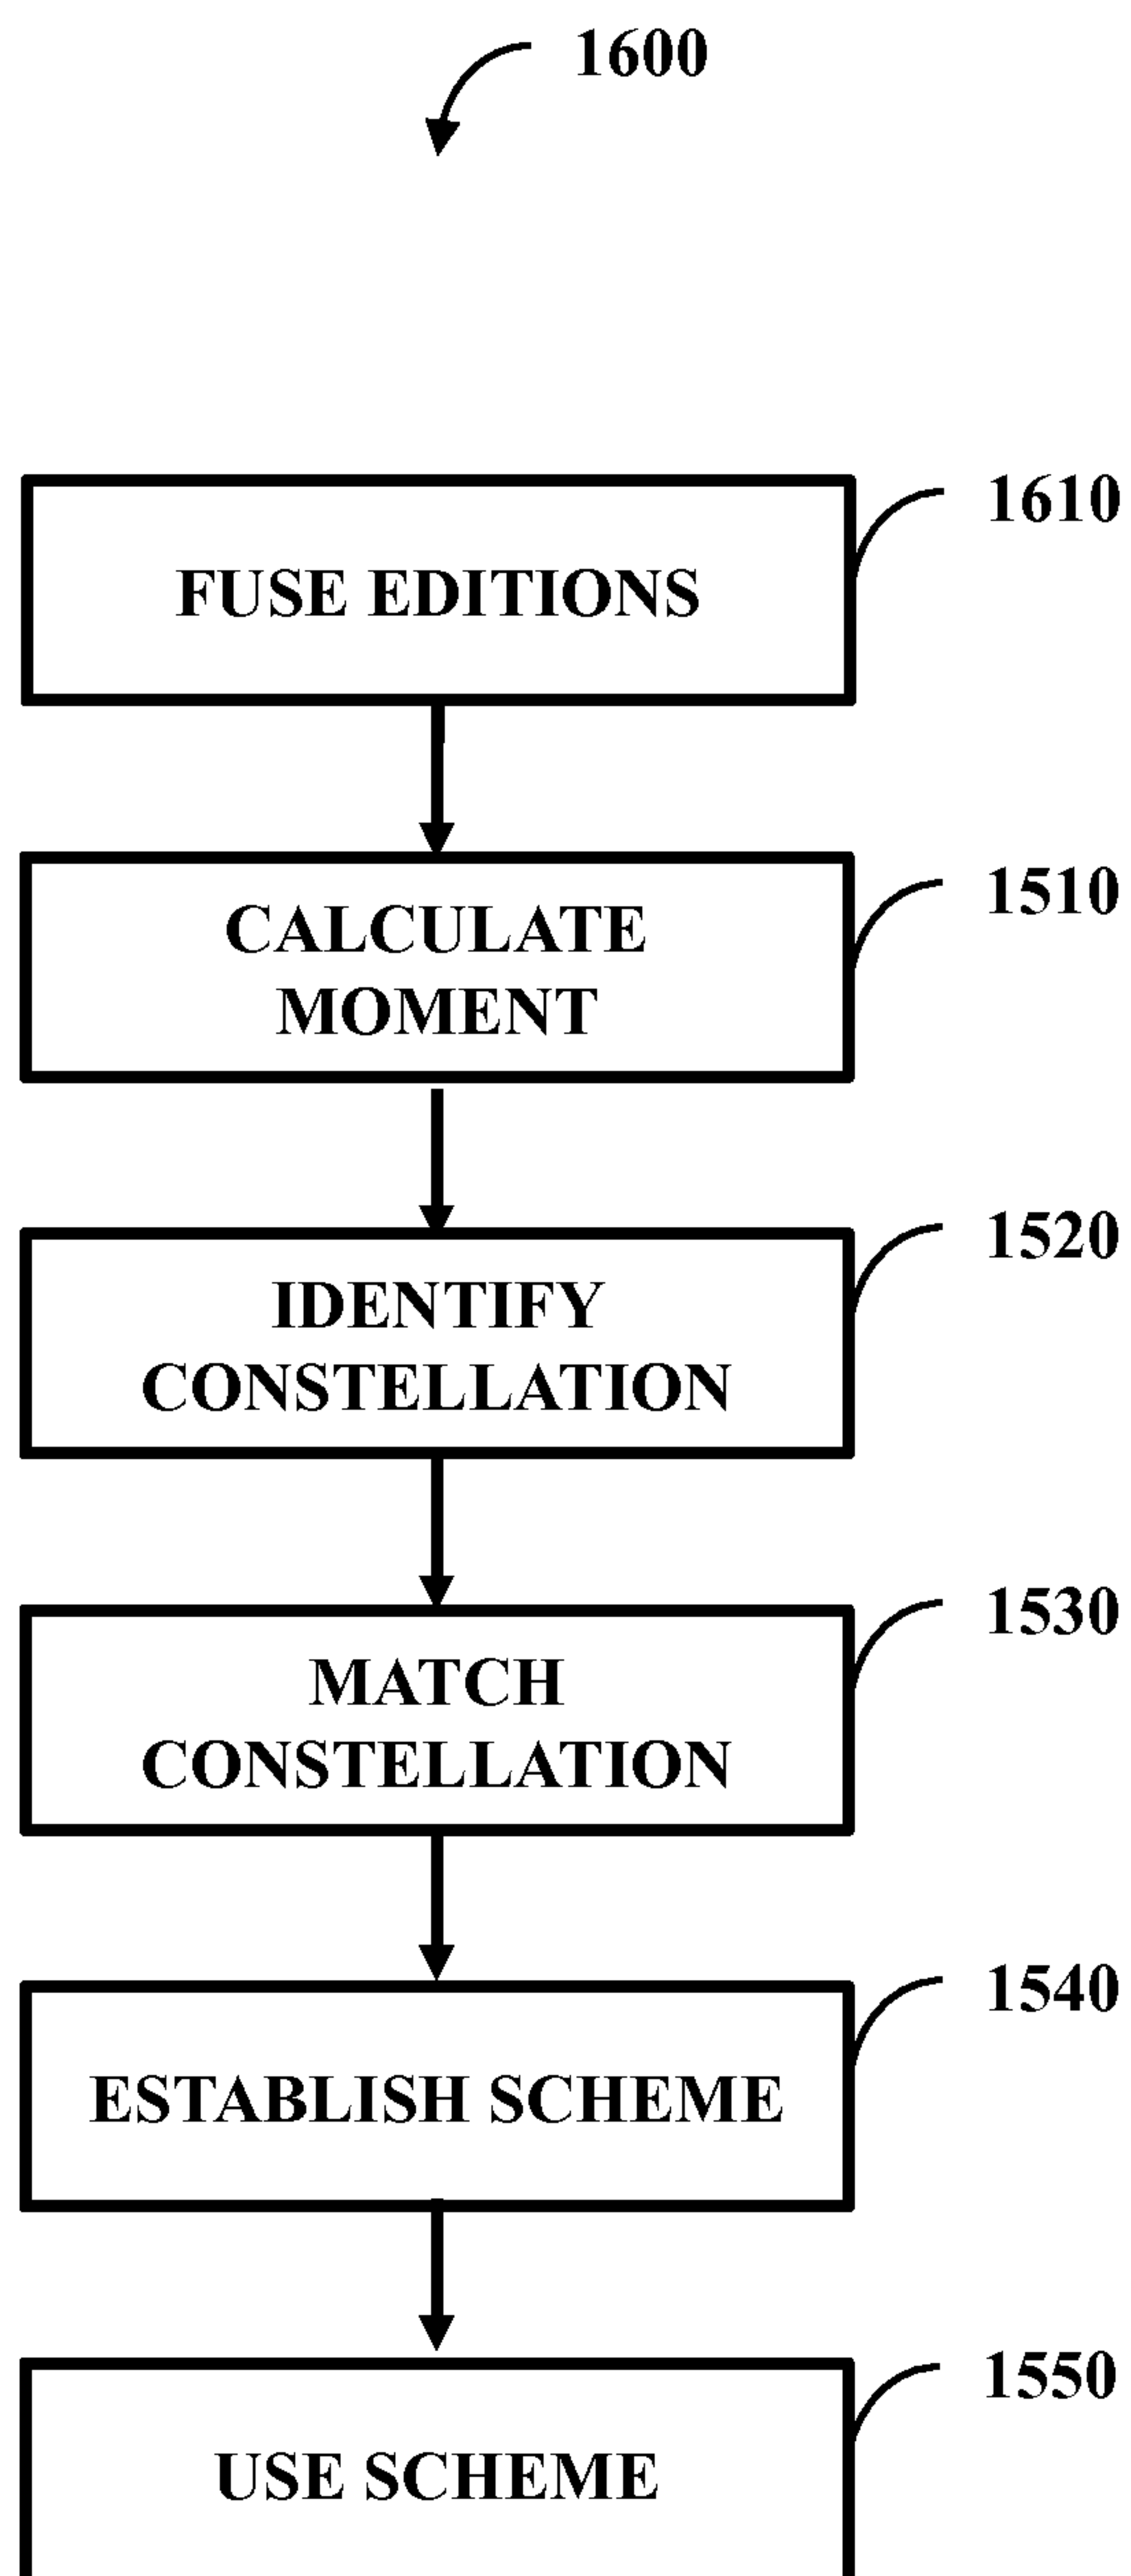 1600
FUSE EDITIONS
1610
CALCULATE
MOMENT
1510
IDENTIFY
CONSTELLATION
1520
MATCH
CONSTELLATION
1530
ESTABLISH SCHEME
1540
USE SCHEME
1550